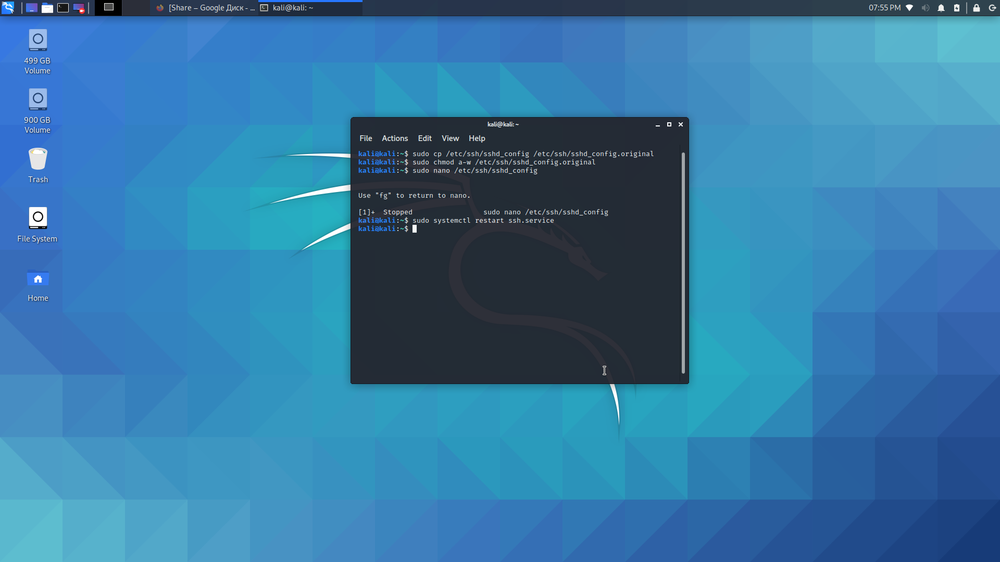 [Share – Google Диск - ...
kali@kali: ~
07:55 PM
499 GB
Volume
900 GB
Volume
Trash
File System
Home
kali@kali: ~
File Actions Edit View Help
kali@kali:~$ sudo cp /etc/ssh/sshd_config /etc/ssh/sshd_config.original
kali@kali:~$ sudo chmod a-w /etc/ssh/sshd_config.original
kali@kali:~$ sudo nano /etc/ssh/sshd_config
Use "fg" to return to nano.
[1]+  Stopped                 sudo nano /etc/ssh/sshd_config
kali@kali:~$ sudo systemctl restart ssh.service
kali@kali:~$